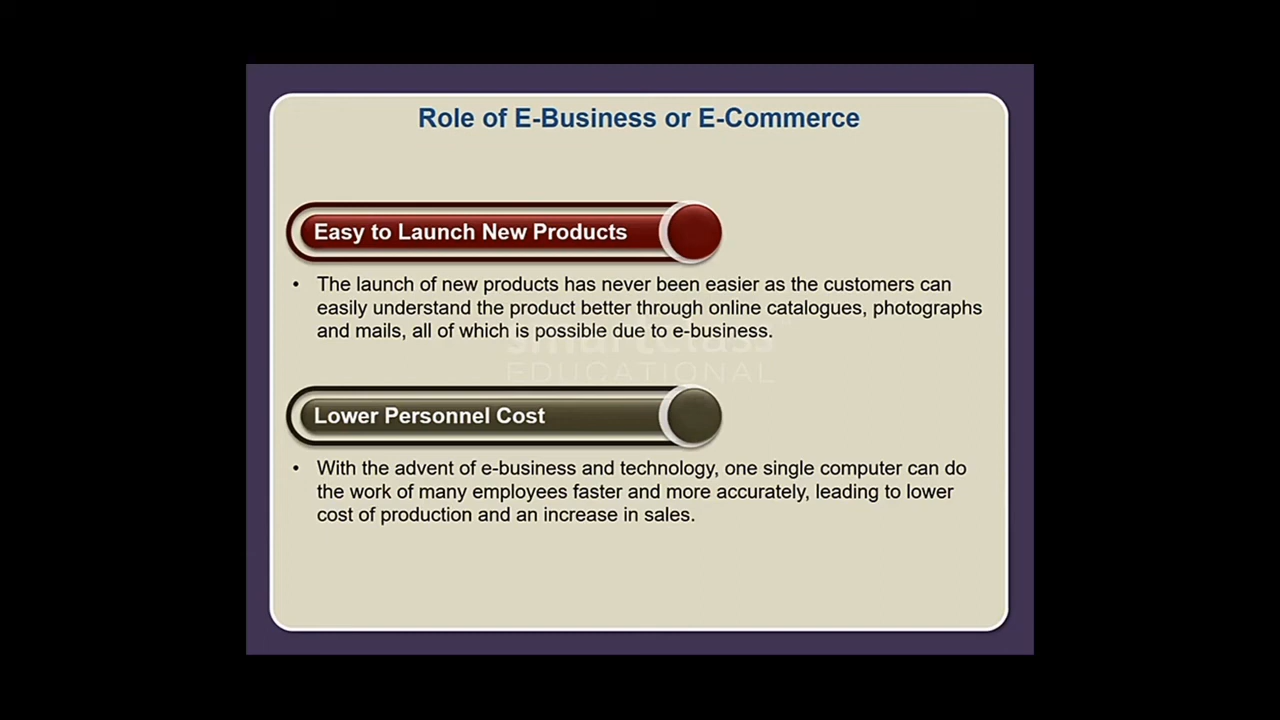 Role of E-Business or E-Commerce
Easy to Launch New Products
• The launch of new products has never been easier as the customers can
easily understand the product better through online catalogues, photographs
and mails, all of which is possible due to e-business.
smartclass
EDUCATIONAL
Lower Personnel Cost
• With the advent of e-business and technology, one single computer can do
the work of many employees faster and more accurately, leading to lower
cost of production and an increase in sales.